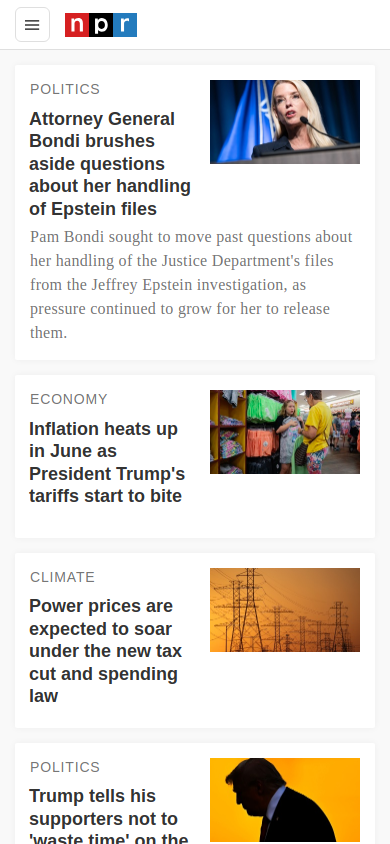 npr
POLITICS
Attorney General
Bondi brushes
aside questions
about her handling
of Epstein files
Pam Bondi sought to move past questions about
her handling of the Justice Department's files
from the Jeffrey Epstein investigation, as
pressure continued to grow for her to release
them.
ECONOMY
Inflation heats up
in June as
President Trump's
tariffs start to bite
CLIMATE
Power prices are
expected to soar
under the new tax
cut and spending
law
POLITICS
Trump tells his
supporters not to
'waste time' on the